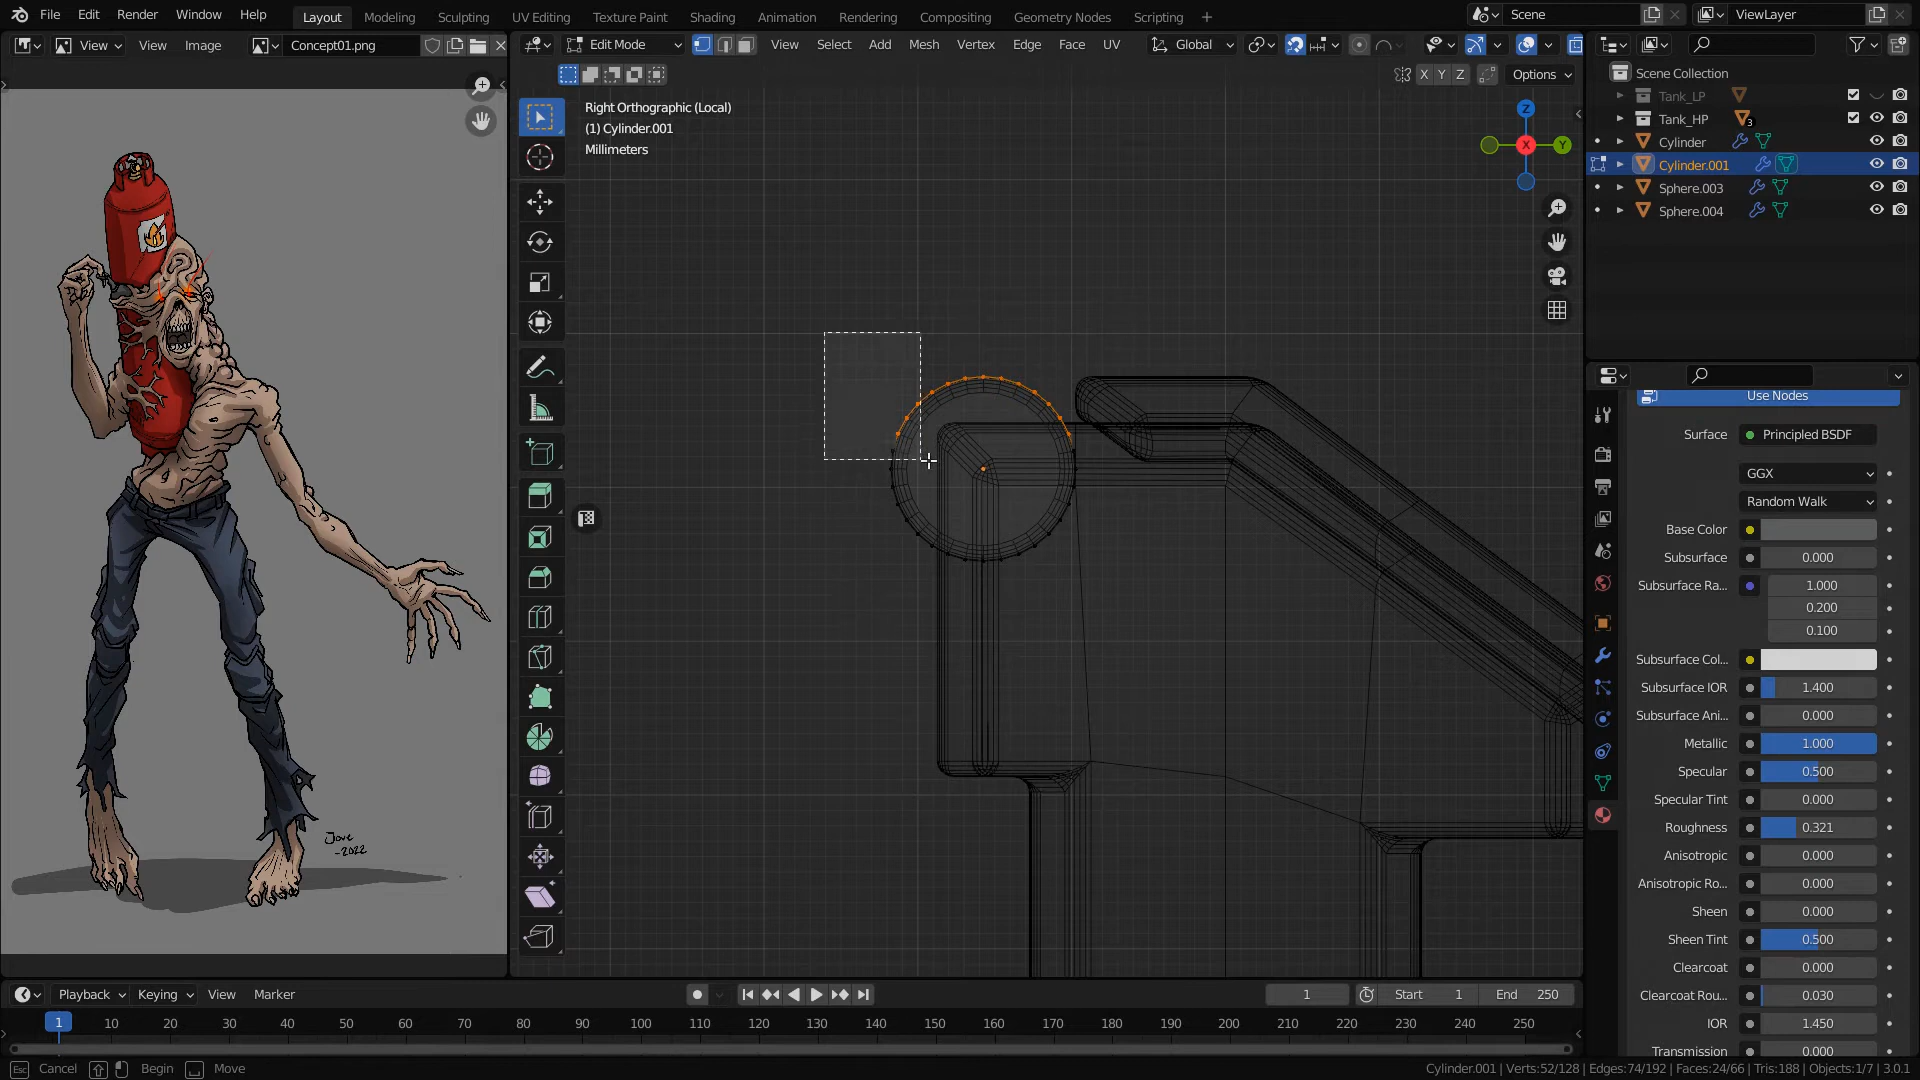 File Edit Render Window Help Layout Modeling Sculpting UV Editing Texture Paint Shading Animation Rendering Compositing Geometry Nodes Scripting + Scene ViewLayer
View View Image Concept01.png Edit Mode View Select Add Mesh Vertex Edge Face UV Global
X Y Z Options
Right Orthographic (Local)
(1) Cylinder.001
Millimeters
Z
X
Y
Scene Collection
Tank_LP
Tank_HP 3
Cylinder
Cylinder.001
Sphere.003
Sphere.004
Use Nodes
Surface Principled BSDF
GGX
Random Walk
Base Color
Subsurface 0.000
Subsurface Ra... 1.000
0.200
0.100
Subsurface Col...
Subsurface IOR 1.400
Subsurface Ani... 0.000
Metallic 1.000
Specular 0.500
Specular Tint 0.000
Roughness 0.321
Anisotropic 0.000
Anisotropic Ro... 0.000
Sheen 0.000
Sheen Tint 0.500
Clearcoat 0.000
Clearcoat Rou... 0.030
IOR 1.450
Transmission 0.000
Jove
-2022
Playback Keying View Marker 1 Start 1 End 250
1 10 20 30 40 50 60 70 80 90 100 110 120 130 140 150 160 170 180 190 200 210 220 230 240 250
Esc Cancel Begin Move Cylinder.001 | Verts:52/128 | Edges:74/192 | Faces:24/66 | Tris:188 | Objects:1/7 | 3.0.1